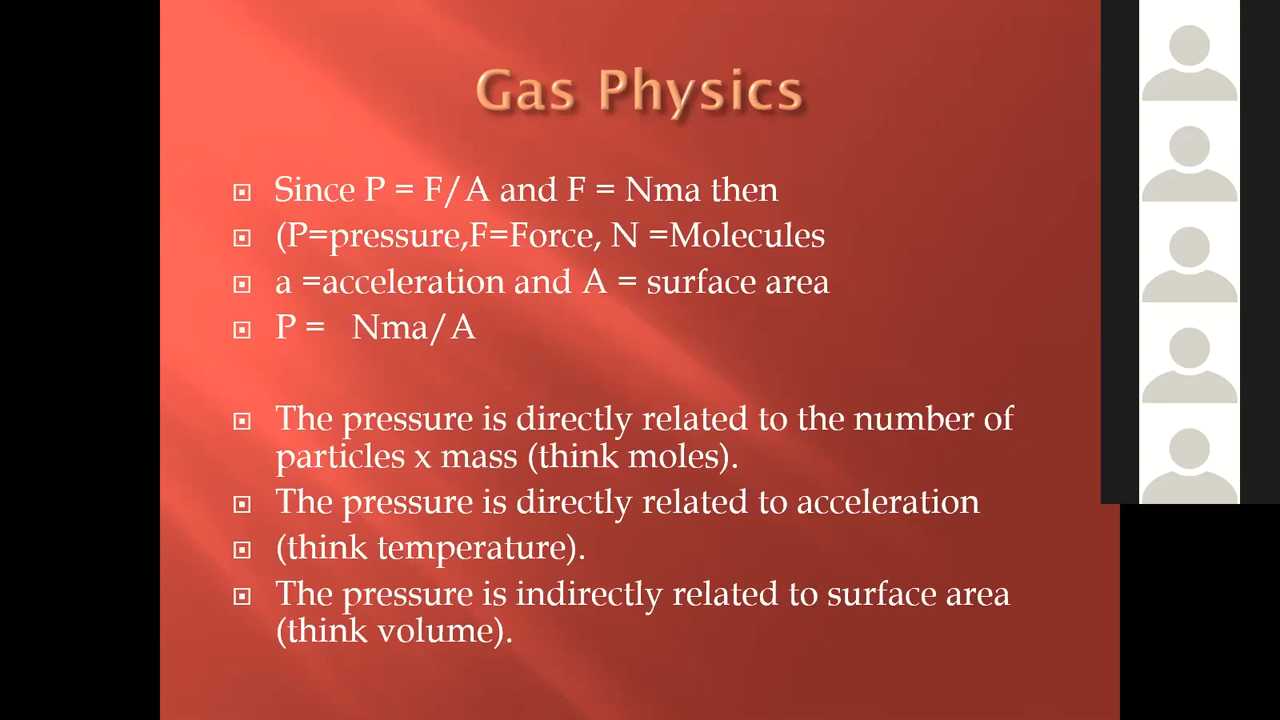 Gas Physics
Since P = F/A and F = Nma then
(P=pressure,F=Force, N =Molecules
a =acceleration and A = surface area
P = Nma/A
The pressure is directly related to the number of
particles x mass (think moles).
The pressure is directly related to acceleration
(think temperature).
The pressure is indirectly related to surface area
(think volume).